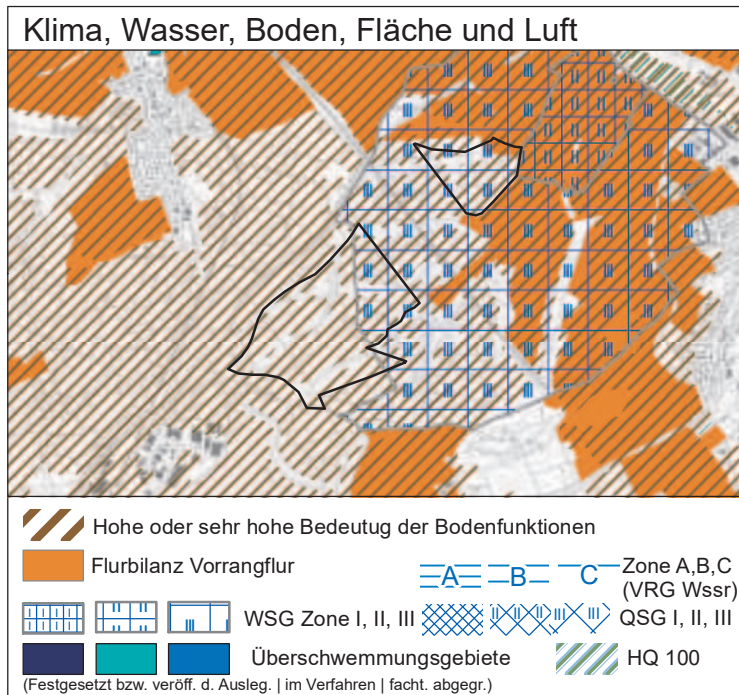 Klima, Wasser, Boden, Fläche und Luft
Hohe oder sehr hohe Bedeutug der Bodenfunktionen
Flurbilanz Vorrangflur
A B C Zone A,B,C
(VRG Wssr)
WSG Zone I, II, III
QSG I, II, III
Überschwemmungsgebiete
HQ 100
(Festgesetzt bzw. veröff. d. Ausleg. | im Verfahren | facht. abgegr.)